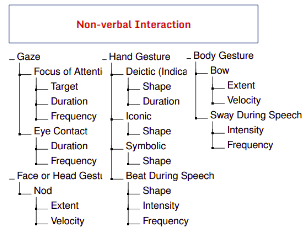 Non-verbal Interaction
Gaze
Focus of Attenti
Target
Duration
Frequency
Eye Contact
Duration
Frequency
Face or Head Gestu
Nod
Extent
Velocity
Hand Gesture
Deictic (Indica
Shape
Duration
Iconic
Shape
Symbolic
Shape
Beat During Speech
Shape
Intensity
Frequency
Body Gesture
Bow
Extent
Velocity
Sway During Speech
Intensity
Frequency